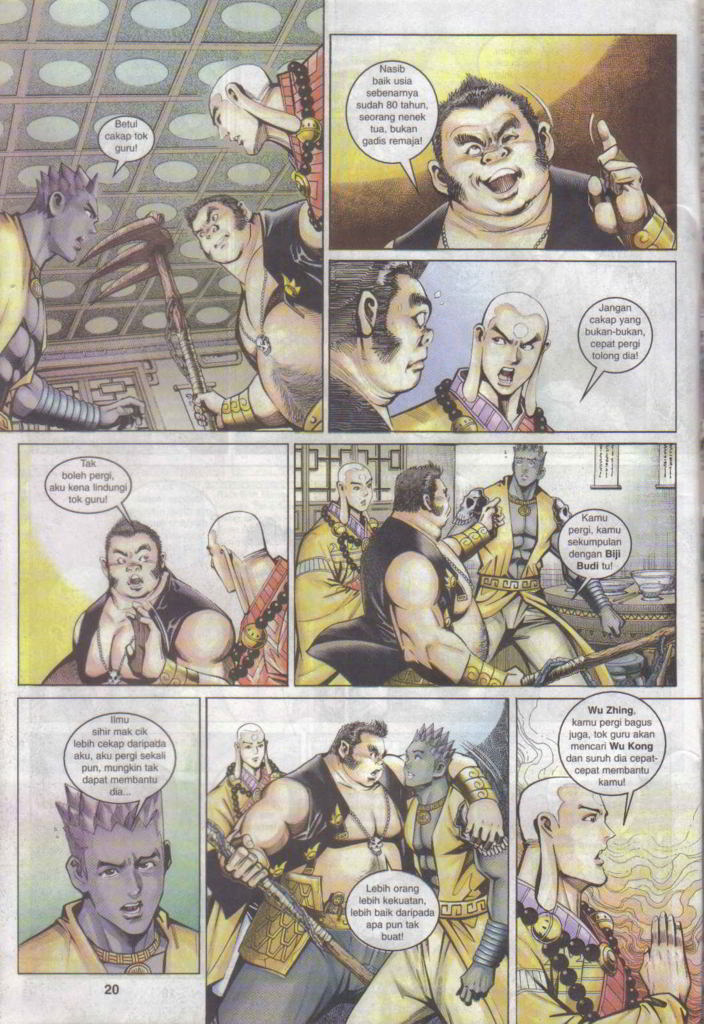 Betul
cakap tok
guru!
Nasib
baik usia
sebenarnya
sudah 80 tahun,
seorang nenek
tua, bukan
gadis remaja!
Jangan
cakap yang
bukan-bukan,
cepat pergi
tolong dia!
Tak
boleh pergi,
aku kena lindungi
tok guru!
Kamu
pergi, kamu
sekumpulan
dengan Biji
Budi tu!
Ilmu
sihir mak cik
lebih cekap daripada
aku, aku pergi sekali
pun, mungkin tak
dapat membantu
dia...
Lebih orang
lebih kekuatan,
lebih baik daripada
apa pun tak
buat!
Wu Zhing,
kamu pergi bagus
juga, tok guru akan
mencari Wu Kong
dan suruh dia cepat-
cepat membantu
kamu!
20